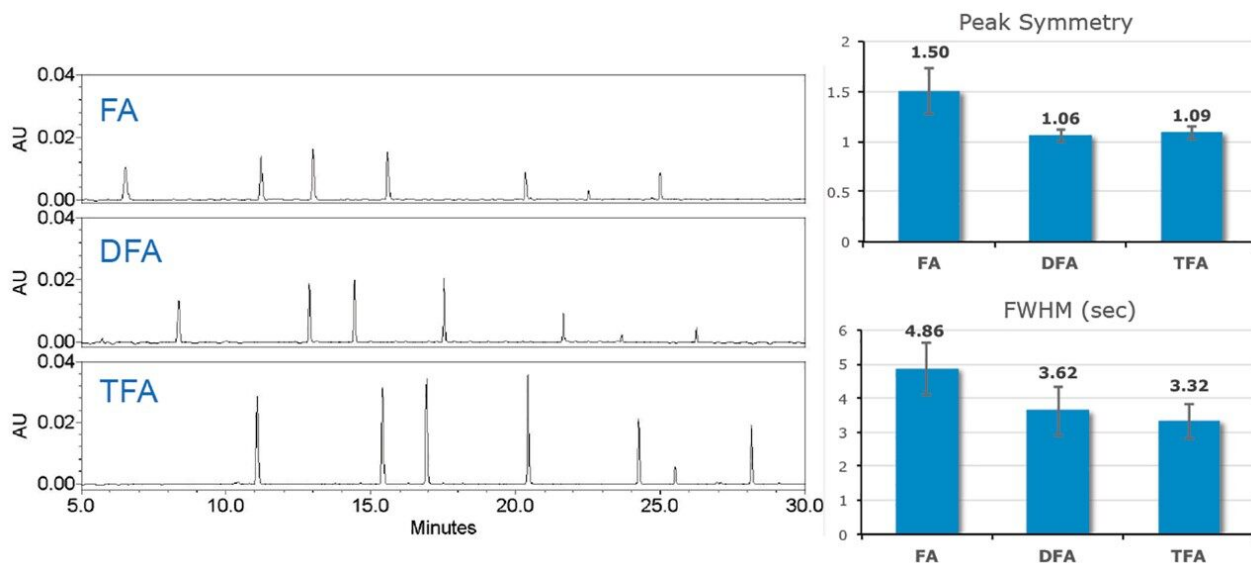 FA
0.04
0.02
0.00
AU
DFA
0.04
0.02
0.00
AU
TFA
0.04
0.02
0.00
AU
5.0 10.0 15.0 20.0 25.0 30.0
Minutes
Peak Symmetry
2
1.5
1
0.5
0
1.50
1.06
1.09
FA DFA TFA
FWHM (sec)
6
5
4
3
2
1
0
4.86
3.62
3.32
FA DFA TFA